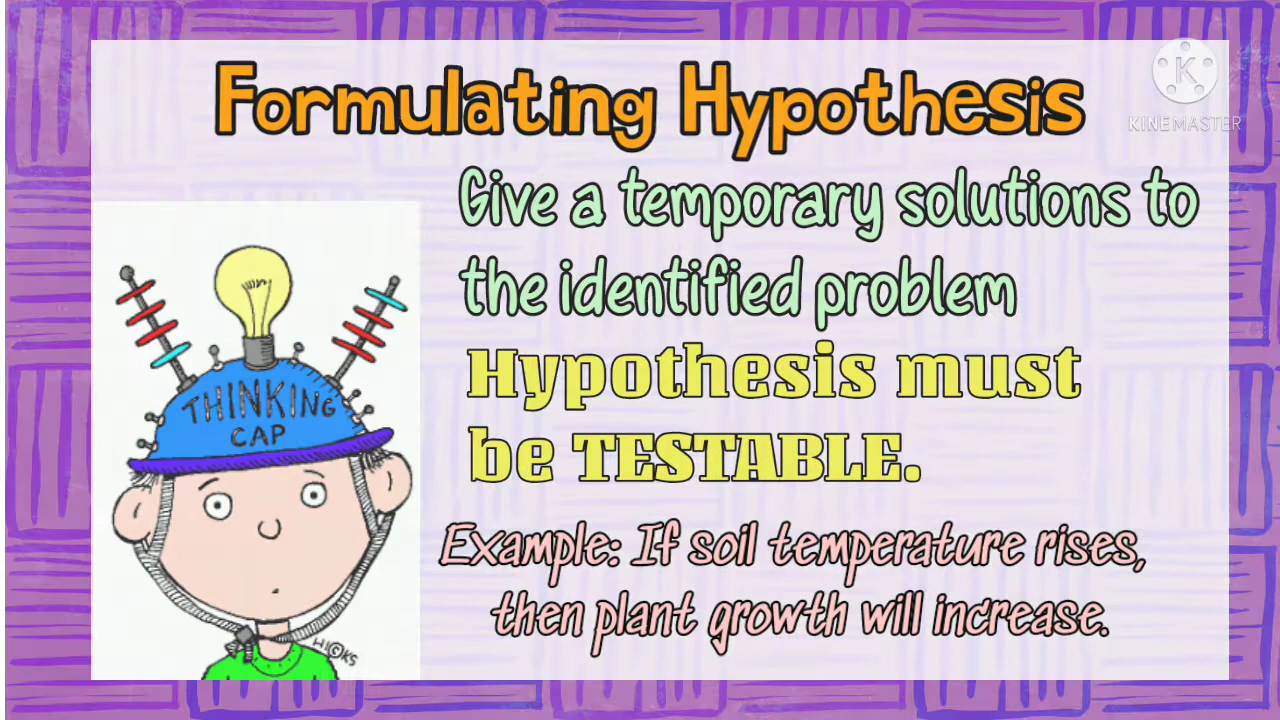 Formulating Hypothesis
K
KINEMASTER
Give a temporary solutions to
the identified problem
Hypothesis must
be TESTABLE.
THINKING
CAP
Example: If soil temperature rises,
then plant growth will increase.
HICKS